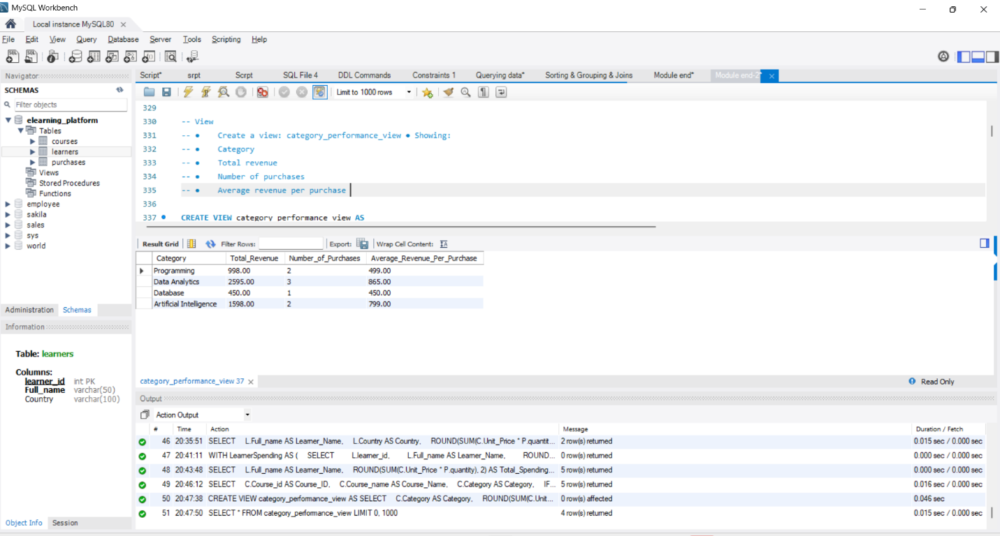 MySQL Workbench
Local instance MySQL80
File Edit View Query Database Server Tools Scripting Help
Navigator
SCHEMAS
Filter objects
elearning_platform
Tables
courses
learners
purchases
Views
Stored Procedures
Functions
employee
sakila
sales
sys
world
Administration Schemas
Information
Table: learners
Columns:
learner_id int PK
Full_name varchar(50)
Country varchar(100)
Object Info Session
Script* srpt Scrpt SQL File 4 DDL Commands Constraints 1 Querying data* Sorting & Grouping & Joins Module end* Module end-2*
Limit to 1000 rows
329
330 -- View
331 -- ● Create a view: category_performance_view ● Showing:
332 -- ● Category
333 -- ● Total revenue
334 -- ● Number of purchases
335 -- ● Average revenue per purchase
336
337 ● CREATE VIEW category_performance_view AS
Result Grid Filter Rows: Export: Wrap Cell Content:
Category Total_Revenue Number_of_Purchases Average_Revenue_Per_Purchase
Programming 998.00 2 499.00
Data Analytics 2595.00 3 865.00
Database 450.00 1 450.00
Artificial Intelligence 1598.00 2 799.00
category_performance_view 37
Read Only
Output
Action Output
# Time Action Message Duration / Fetch
46 20:35:51 SELECT L.Full_name AS Learner_Name, L.Country AS Country, ROUND(SUM(C.Unit_Price * P.quantit... 2 row(s) returned 0.015 sec / 0.000 sec
47 20:41:11 WITH LearnerSpending AS ( SELECT L.learner_id, L.Full_name AS Learner_Name, ROUND... 0 row(s) returned 0.000 sec / 0.000 sec
48 20:43:48 SELECT L.Full_name AS Learner_Name, ROUND(SUM(C.Unit_Price * P.quantity), 2) AS Total_Spending... 5 row(s) returned 0.000 sec / 0.000 sec
49 20:46:12 SELECT C.Course_id AS Course_ID, C.Course_name AS Course_Name, C.Category AS Category, IF... 5 row(s) returned 0.016 sec / 0.000 sec
50 20:47:38 CREATE VIEW category_performance_view AS SELECT C.Category AS Category, ROUND(SUM(C.Unit... 0 row(s) affected 0.046 sec
51 20:47:50 SELECT * FROM category_performance_view LIMIT 0, 1000 4 row(s) returned 0.015 sec / 0.000 sec